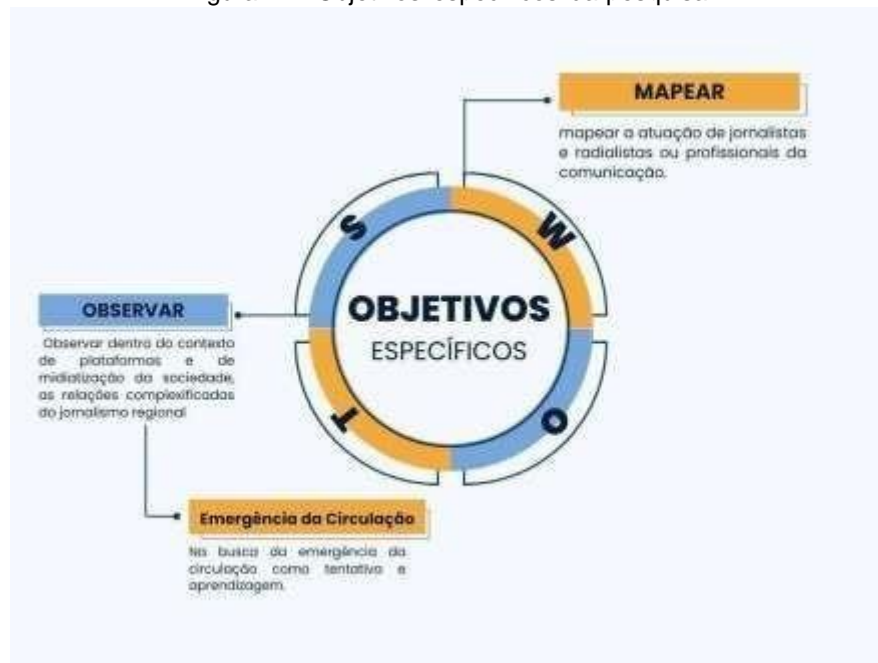 MAPEAR
mapear a atuação de jornalistas
e radialistas ou profissionais da
comunicação.
S
W
OBJETIVOS
ESPECÍFICOS
T
O
OBSERVAR
Observar dentro do contexto
de plataformas e de
midiatização da sociedade,
as relações complexificadas
do jornalismo regional
Emergência da Circulação
Na busca da emergência da
circulação como tentativa e
aprendizagem.